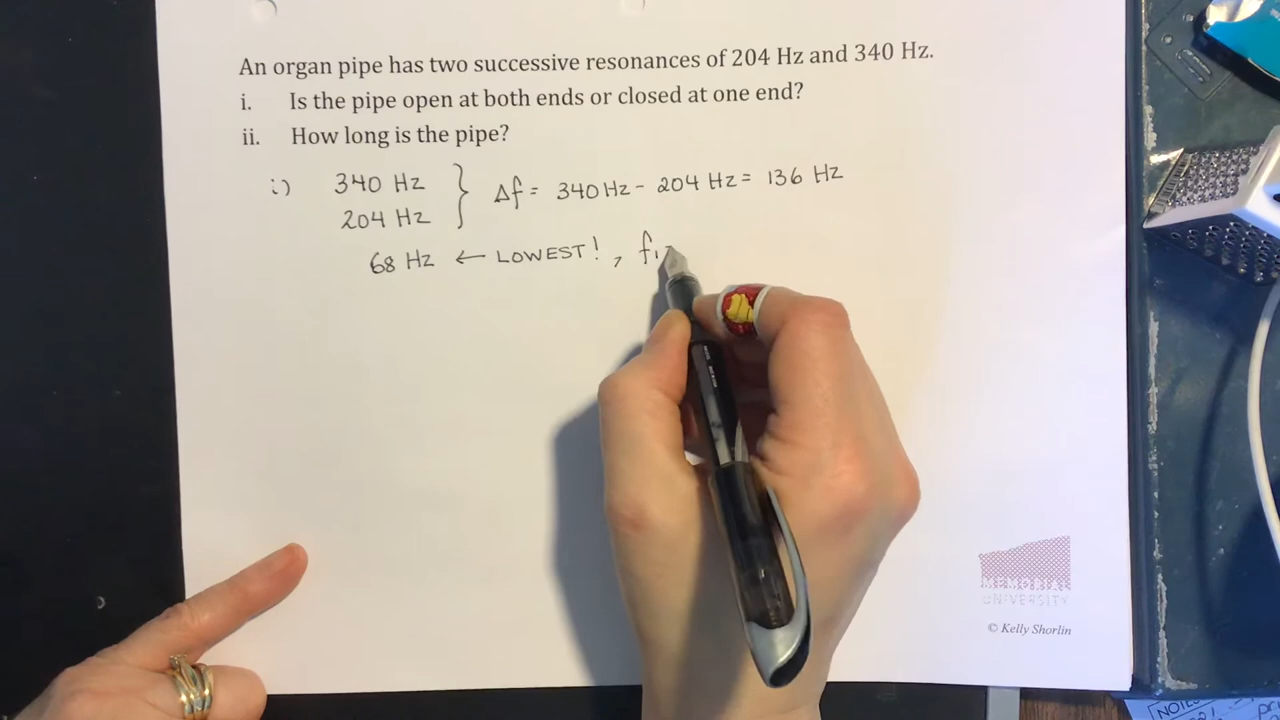 An organ pipe has two successive resonances of 204 Hz and 340 Hz.
i. Is the pipe open at both ends or closed at one end?
ii. How long is the pipe?
i) 340 Hz } Δf = 340 Hz - 204 Hz = 136 Hz
204 Hz
68 Hz ← LOWEST! , f₁ =
MEMORIAL
UNIVERSITY
© Kelly Shorlin
NOTES